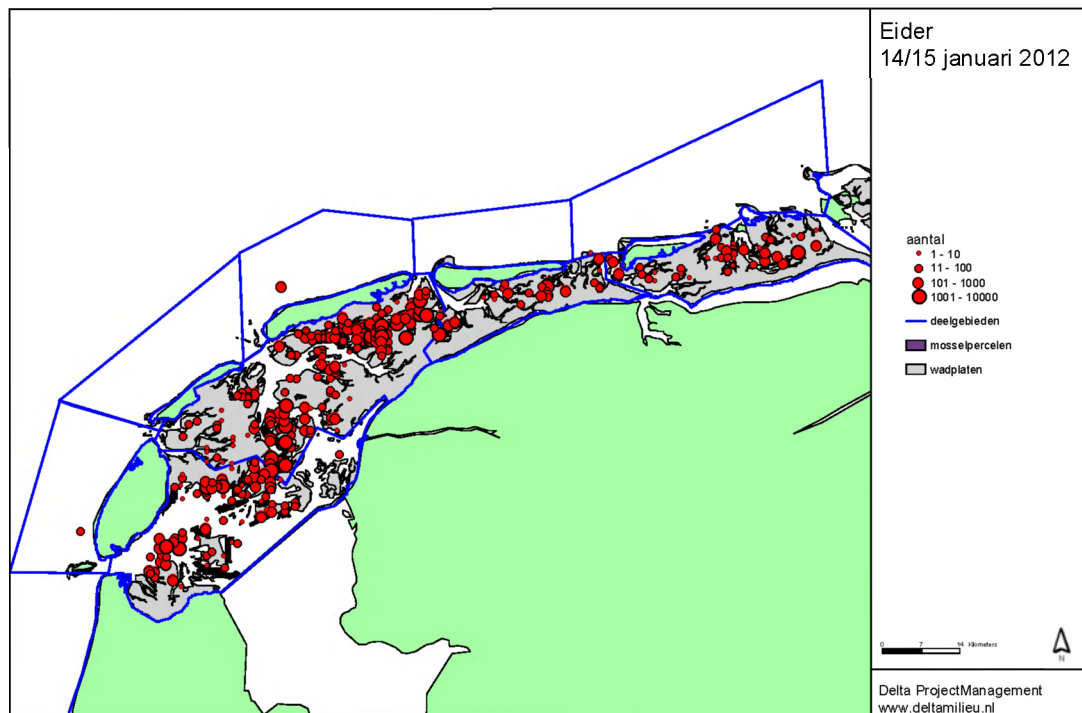 Eider
14/15 januari 2012
aantal
1 - 10
11 - 100
101 - 1000
1001 - 10000
deelgebieden
mosselpercelen
wadplaten
0 7 14 Kilometers
N
Delta ProjectManagement
www.deltamilieu.nl